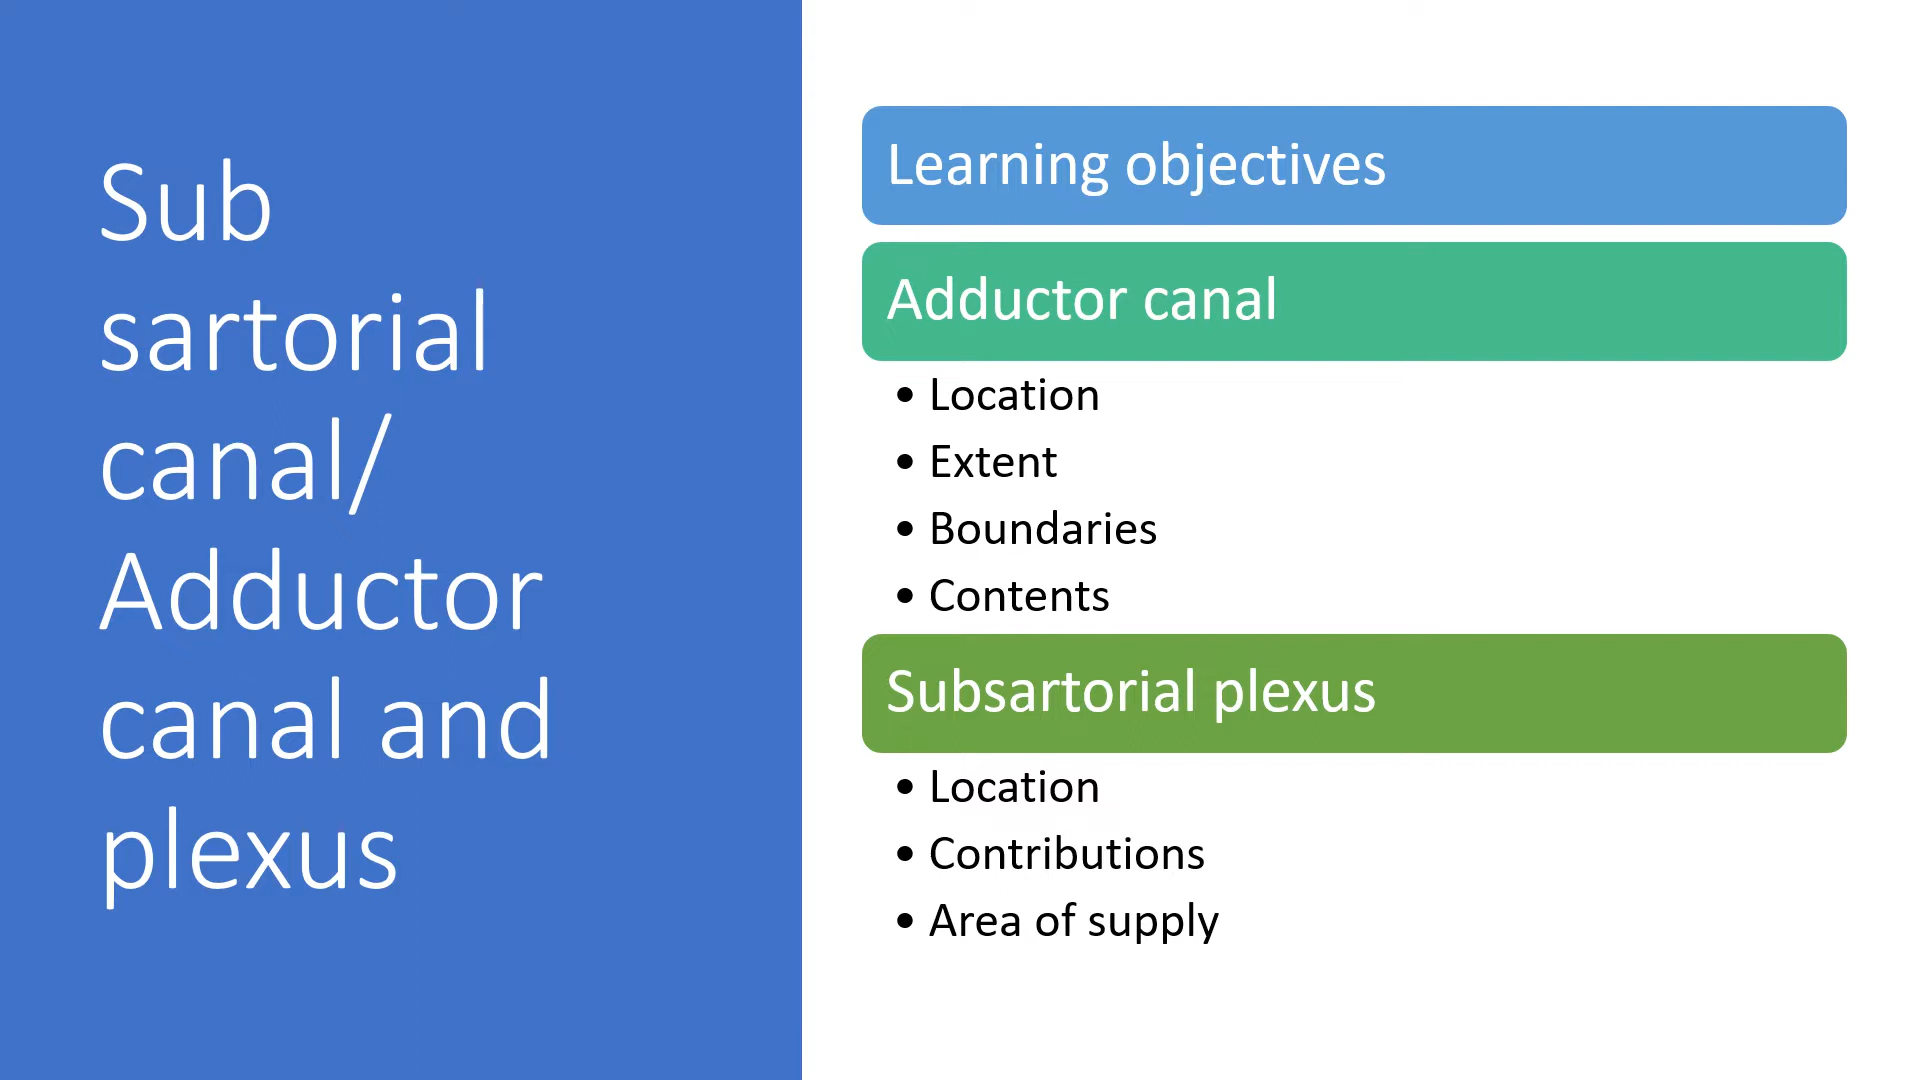 Sub
sartorial
canal/
Adductor
canal and
plexus
Learning objectives
Adductor canal
• Location
• Extent
• Boundaries
• Contents
Subsartorial plexus
• Location
• Contributions
• Area of supply